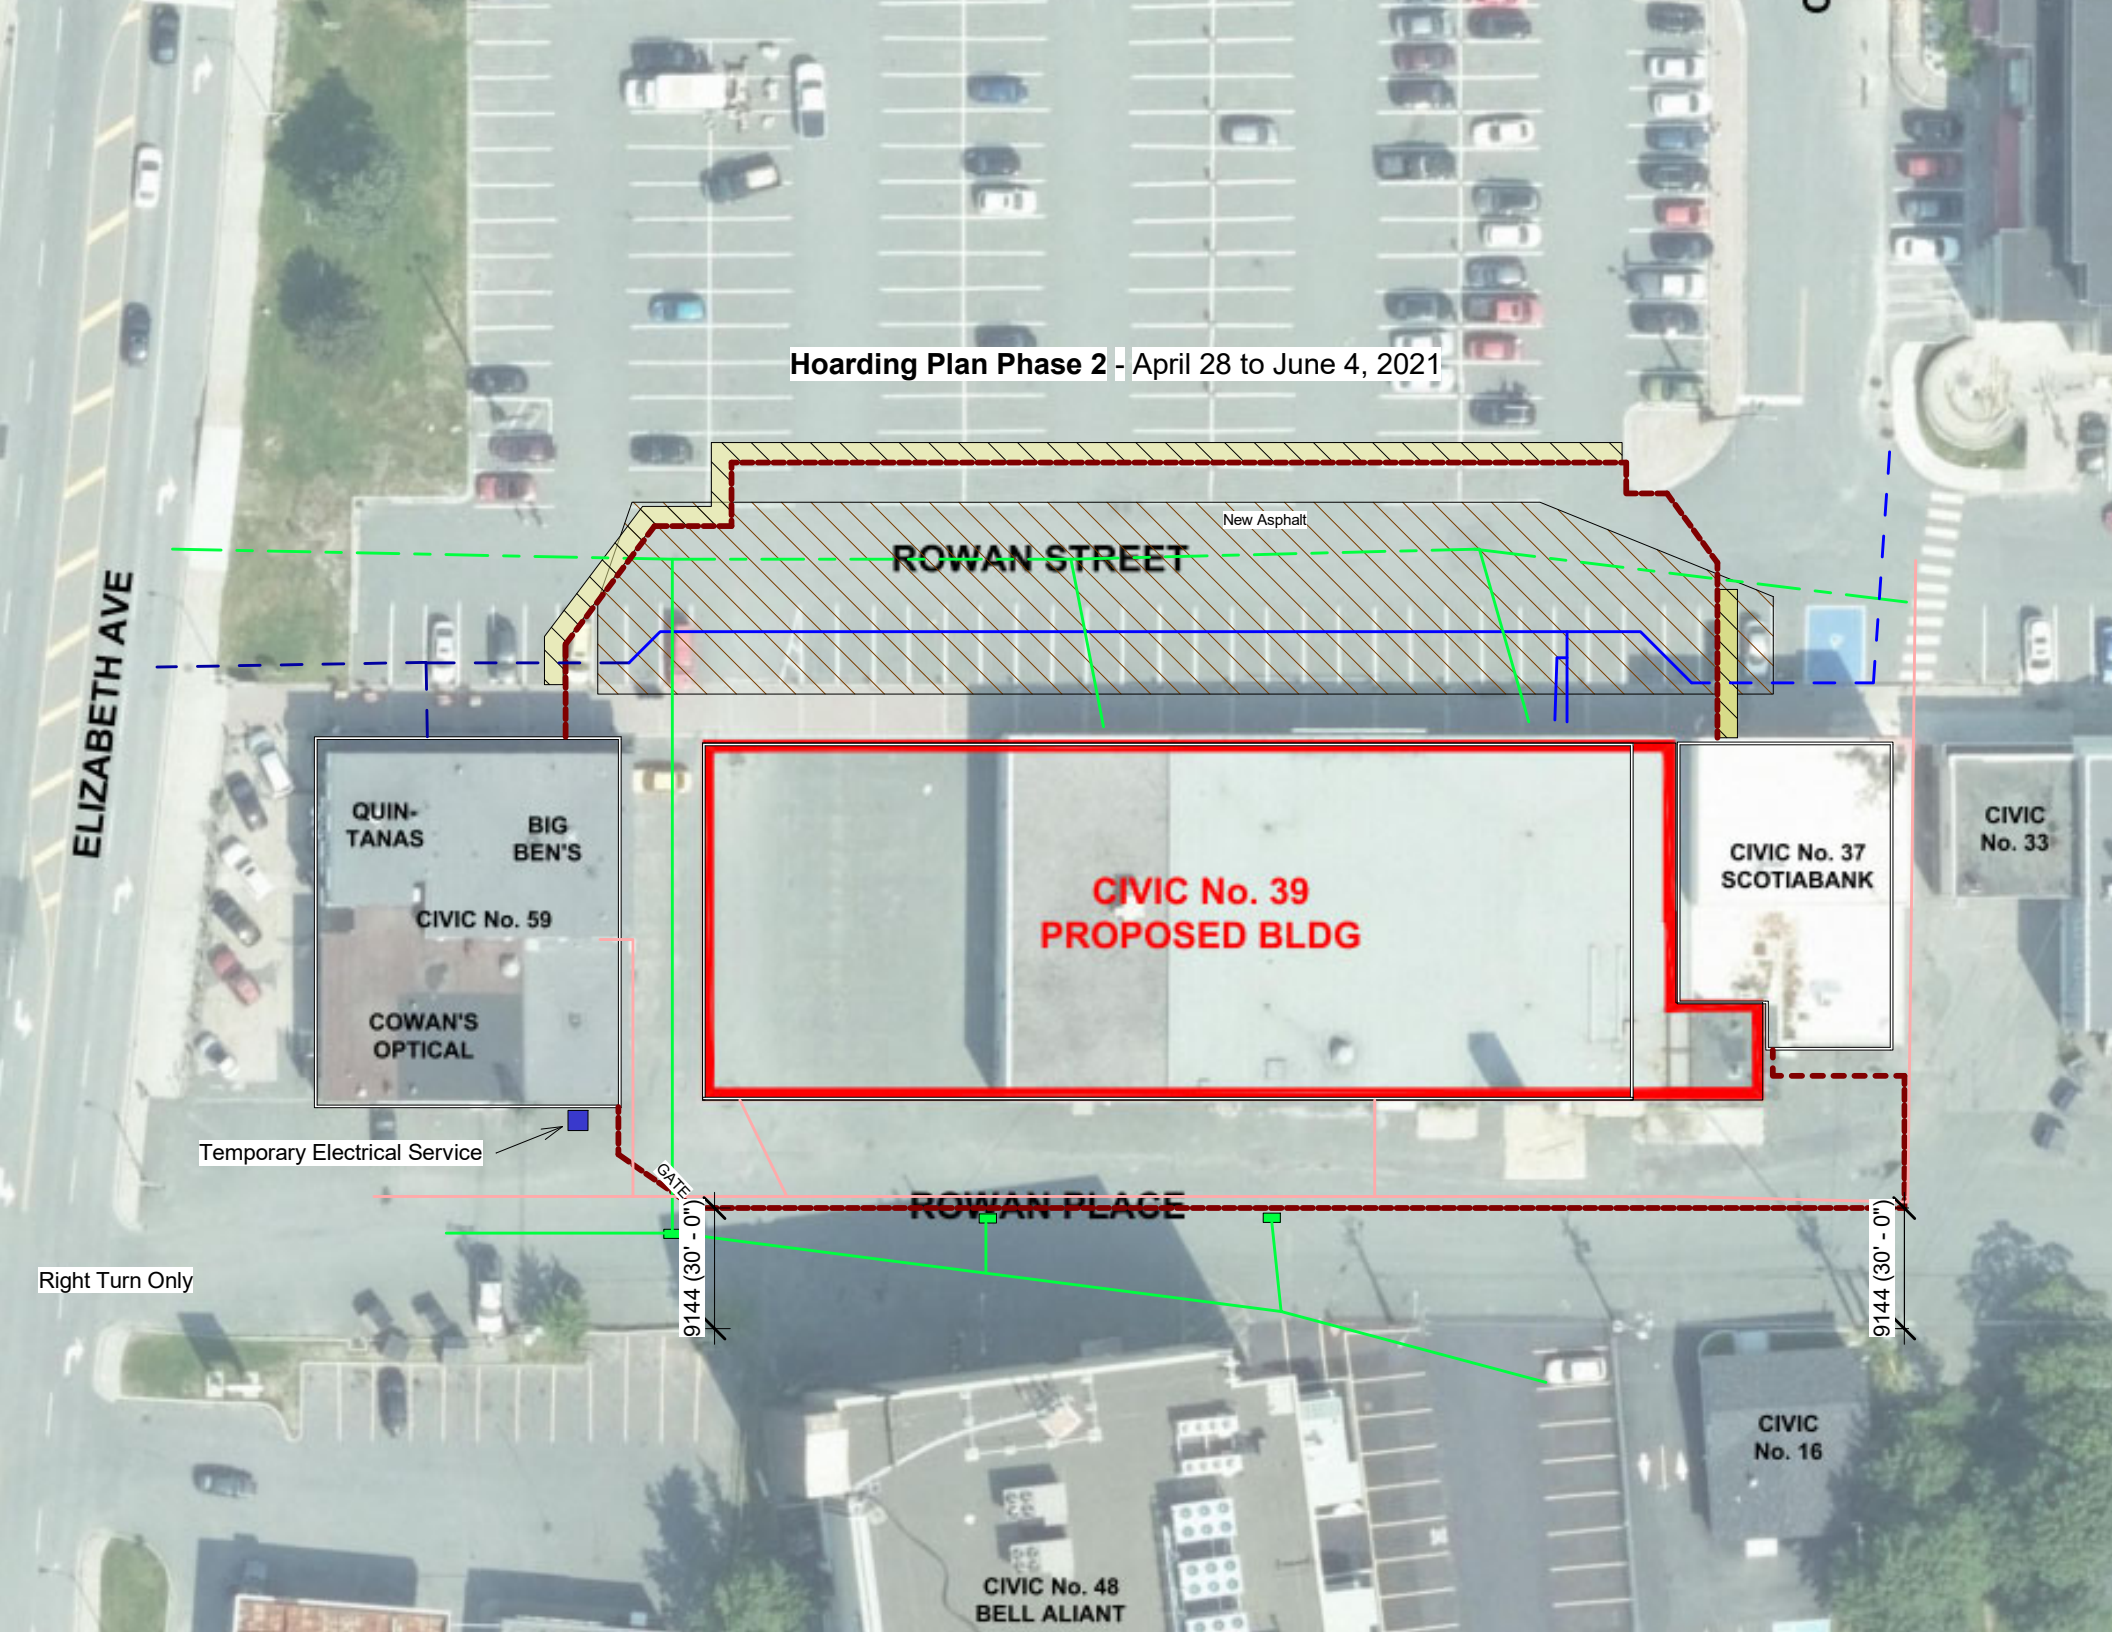 Hoarding Plan Phase 2 - April 28 to June 4, 2021
New Asphalt
ROWAN STREET
ELIZABETH AVE
QUIN-
TANAS
BIG
BEN'S
CIVIC No. 59
COWAN'S
OPTICAL
CIVIC No. 39
PROPOSED BLDG
CIVIC No. 37
SCOTIABANK
CIVIC
No. 33
Temporary Electrical Service
GATE
ROWAN PLACE
9144 (30' - 0")
9144 (30' - 0")
Right Turn Only
CIVIC
No. 16
CIVIC No. 48
BELL ALIANT